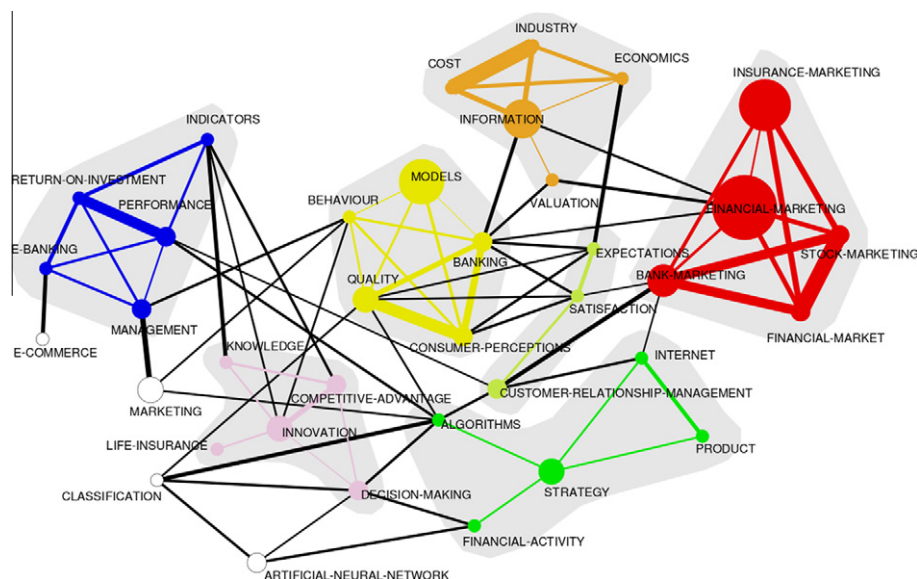 INDUSTRY
COST
ECONOMICS
INSURANCE-MARKETING
INFORMATION
INDICATORS
RETURN-ON-INVESTMENT
MODELS
PERFORMANCE
BEHAVIOUR
VALUATION
FINANCIAL-MARKETING
E-BANKING
BANKING
EXPECTATIONS
STOCK-MARKETING
QUALITY
BANK-MARKETING
SATISFACTION
MANAGEMENT
E-COMMERCE
KNOWLEDGE
CONSUMER-PERCEPTIONS
FINANCIAL-MARKET
INTERNET
MARKETING
COMPETITIVE-ADVANTAGE
CUSTOMER-RELATIONSHIP-MANAGEMENT
ALGORITHMS
LIFE-INSURANCE
INNOVATION
PRODUCT
CLASSIFICATION
DECISION-MAKING
STRATEGY
FINANCIAL-ACTIVITY
ARTIFICIAL-NEURAL-NETWORK